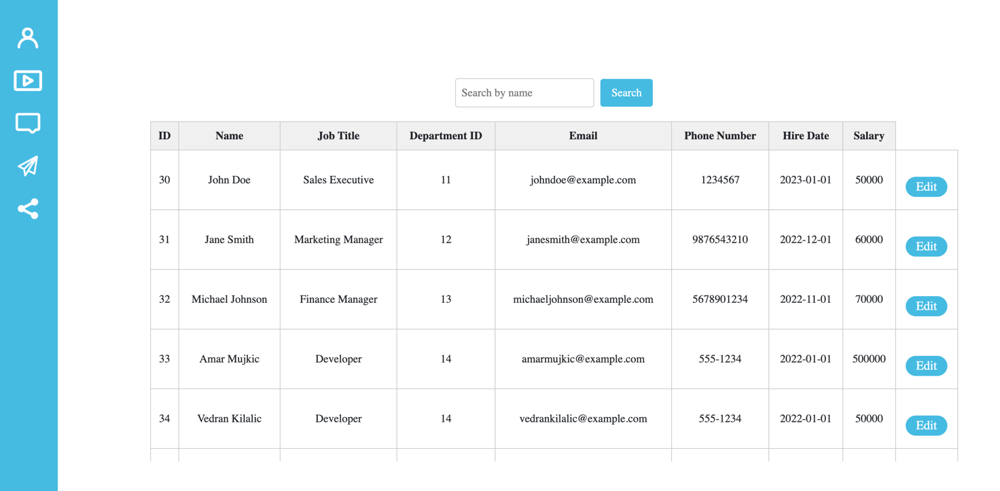 Search by name Search
ID Name Job Title Department ID Email Phone Number Hire Date Salary
30 John Doe Sales Executive 11 johndoe@example.com 1234567 2023-01-01 50000 Edit
31 Jane Smith Marketing Manager 12 janesmith@example.com 9876543210 2022-12-01 60000 Edit
32 Michael Johnson Finance Manager 13 michaeljohnson@example.com 5678901234 2022-11-01 70000 Edit
33 Amar Mujkic Developer 14 amarmujkic@example.com 555-1234 2022-01-01 500000 Edit
34 Vedran Kilalic Developer 14 vedrankilalic@example.com 555-1234 2022-01-01 50000 Edit